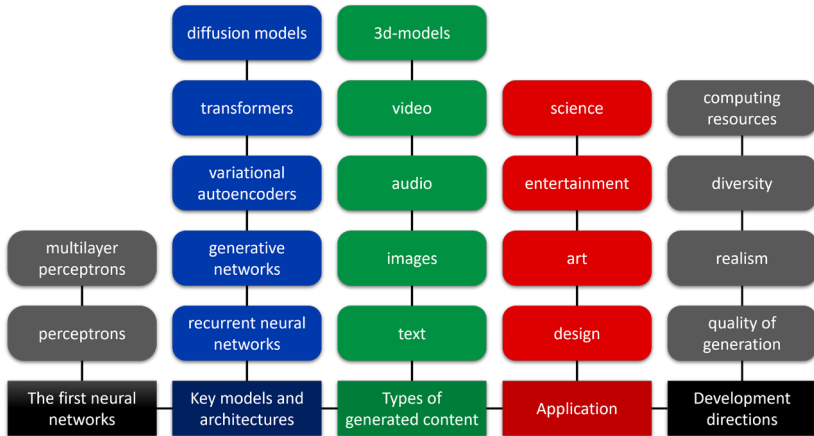 diffusion models
3d-models
transformers
video
science
computing
resources
variational
autoencoders
audio
entertainment
diversity
multilayer
perceptrons
generative
networks
images
art
realism
perceptrons
recurrent neural
networks
text
design
quality of
generation
The first neural
networks
Key models and
architectures
Types of
generated content
Application
Development
directions